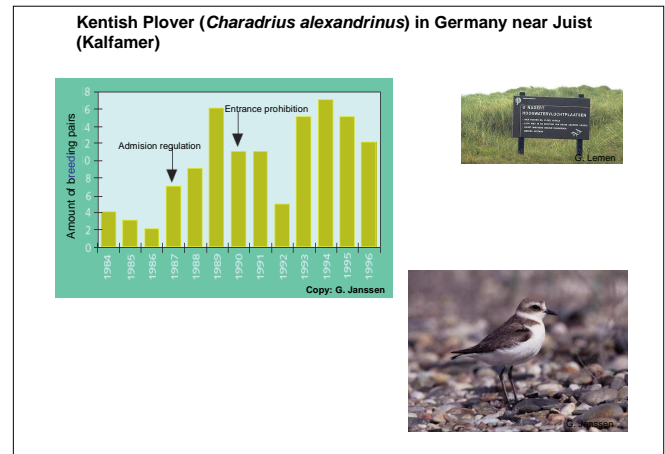 Kentish Plover (Charadrius alexandrinus) in Germany near Juist
(Kalfamer)
Amount of breeding pairs
8
6
4
2
0
8
6
4
2
0
Admision regulation
Entrance prohibition
1984
1985
1986
1987
1988
1989
1990
1991
1992
1993
1994
1995
1996
Copy: G. Janssen
U NADERT
HOOGWATERVLUCHTPLAATSEN
G. Lemen
G. Janssen